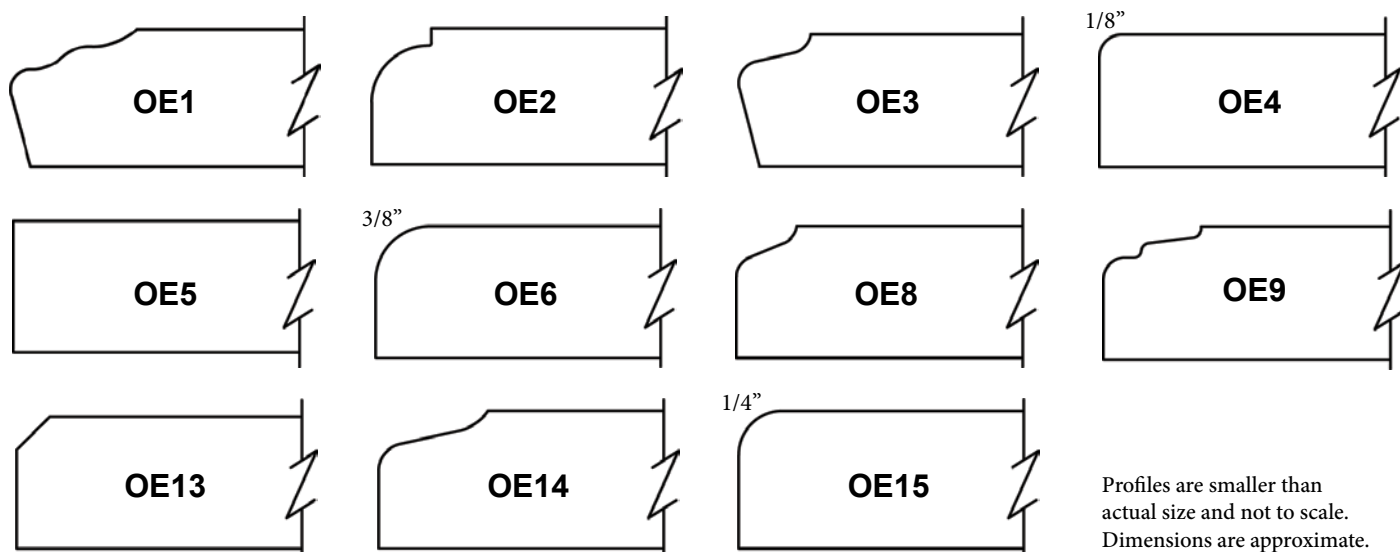 1/8”
OE1
OE2
OE3
OE4
3/8”
OE5
OE6
OE8
OE9
1/4”
OE13
OE14
OE15
Profiles are smaller than
actual size and not to scale.
Dimensions are approximate.